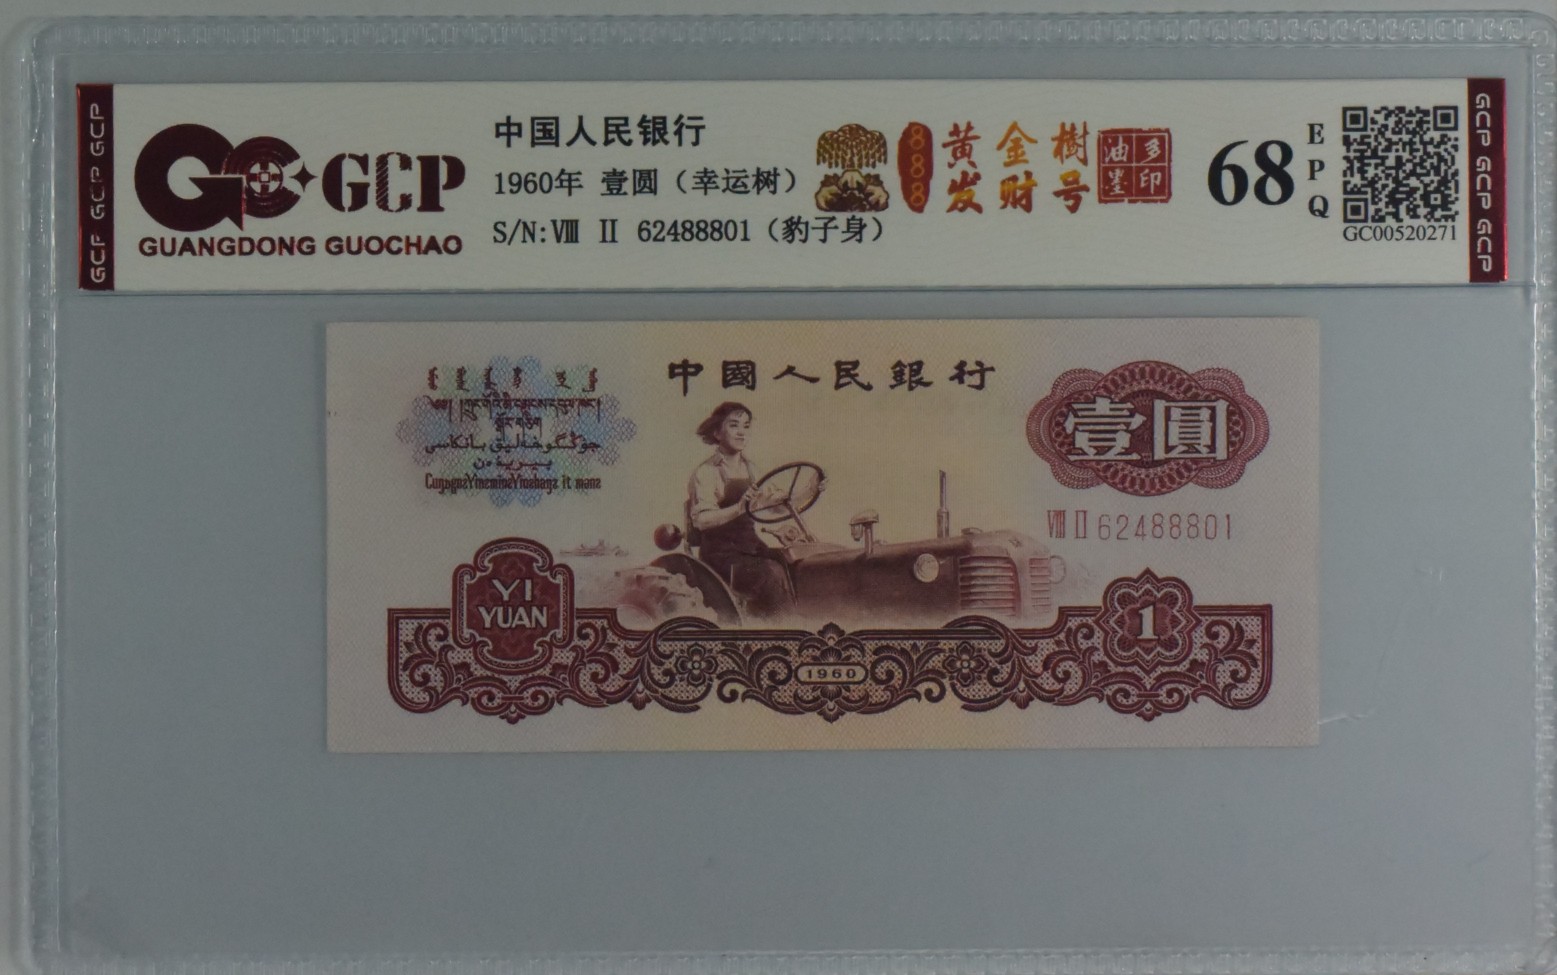 GCP GCP GCP
GCP
GUANGDONG GUOCHAO
中国人民银行
1960年 壹圆（幸运树）
S/N:Ⅷ Ⅱ 62488801（豹子身）
888
黄金樹
发财号
油墨多印
68
EPQ
GC00520271
GCP GCP GCP
中國人民銀行
壹圓
Ⅷ Ⅱ 62488801
YI
YUAN
1960
1